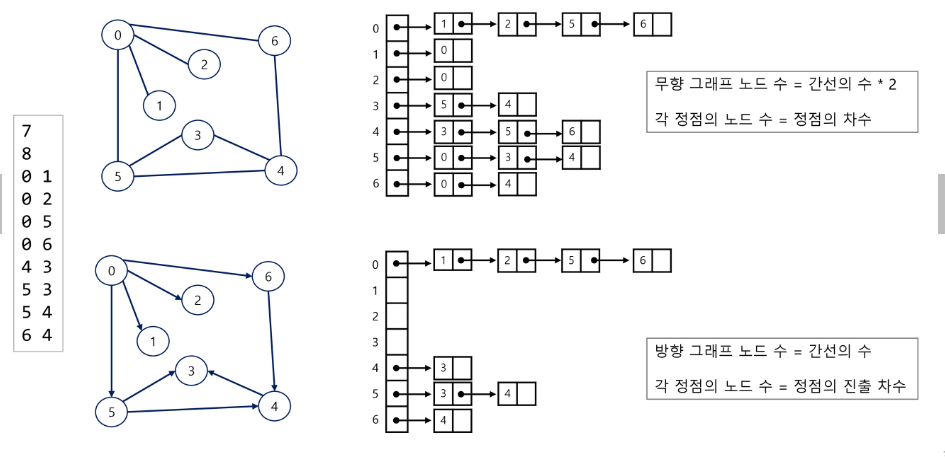 7
8
0 1
0 2
0 5
0 6
4 3
5 3
5 4
6 4
0
6
2
1
3
5
4
0 1 2 5 6
1 0
2 0
3 5 4
4 3 5 6
5 0 3 4
6 0 4
무향 그래프 노드 수 = 간선의 수 * 2
각 정점의 노드 수 = 정점의 차수
0
6
2
1
3
5
4
0 1 2 5 6
1
2
3
4 3
5 3 4
6 4
방향 그래프 노드 수 = 간선의 수
각 정점의 노드 수 = 정점의 진출 차수